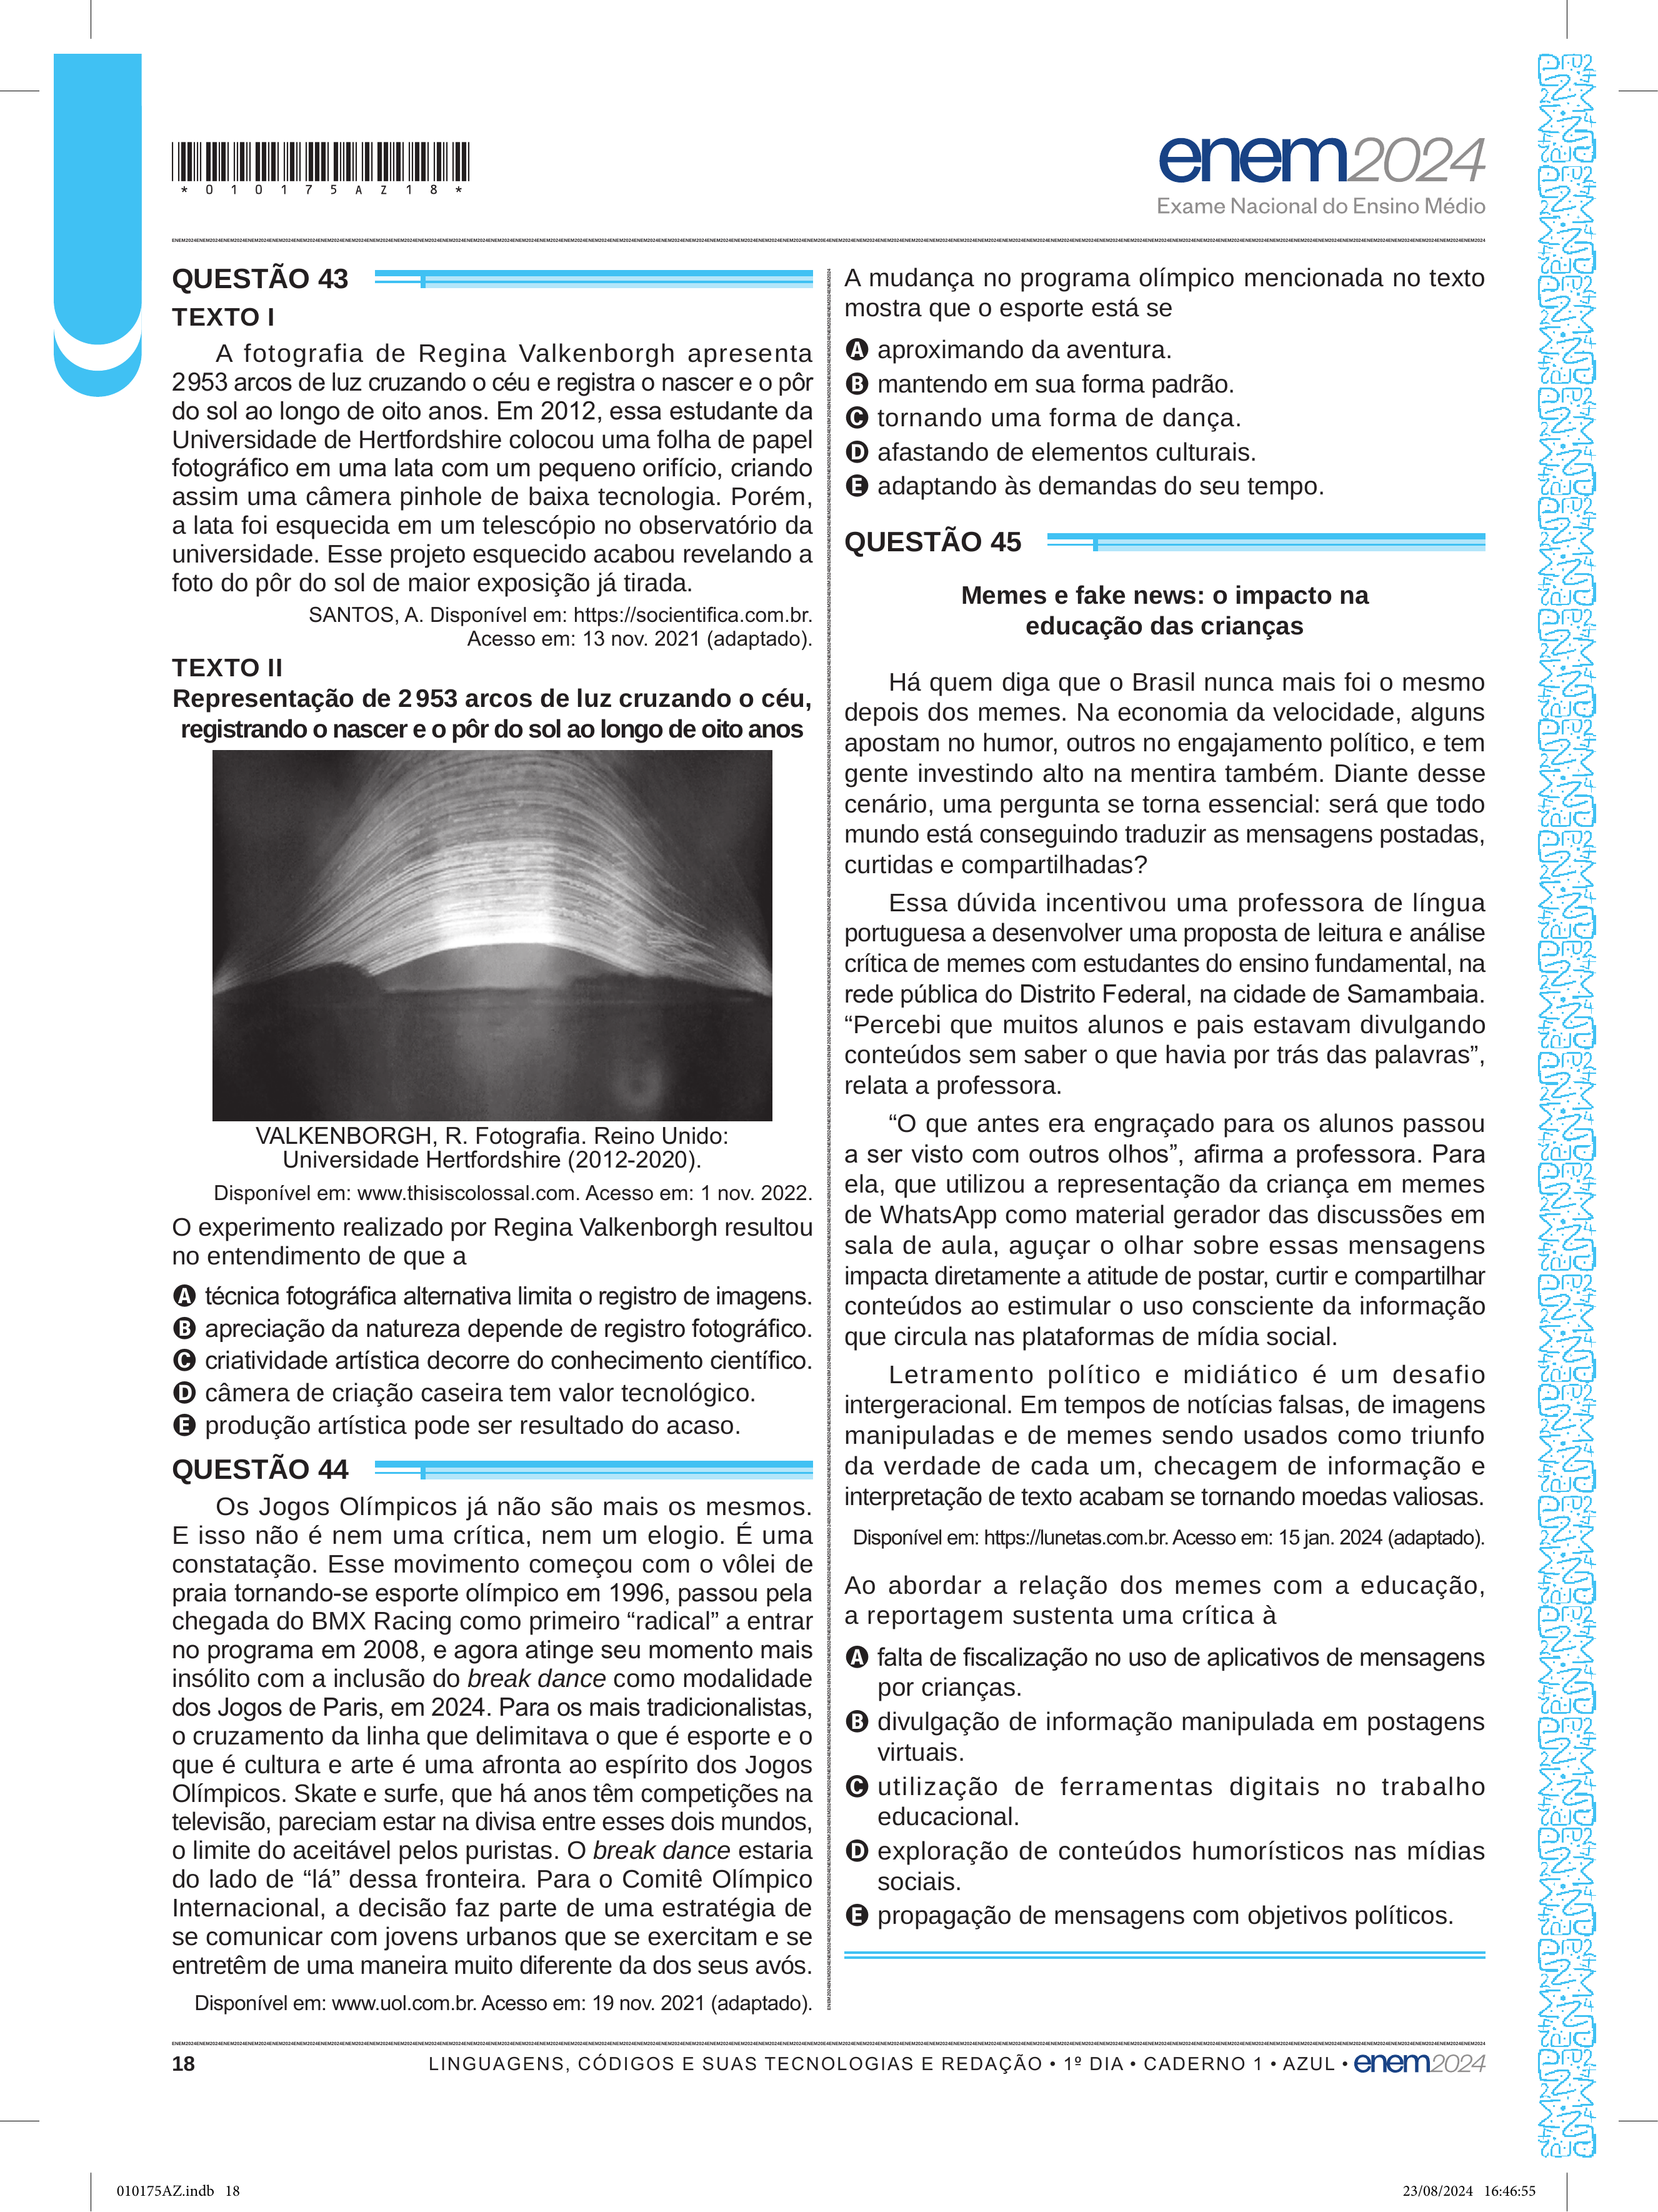 *010175AZ18*
enem2024
Exame Nacional do Ensino Médio
QUESTÃO 43
TEXTO I
A fotografia de Regina Valkenborgh apresenta
2 953 arcos de luz cruzando o céu e registra o nascer e o pôr
do sol ao longo de oito anos. Em 2012, essa estudante da
Universidade de Hertfordshire colocou uma folha de papel
fotográfico em uma lata com um pequeno orifício, criando
assim uma câmera pinhole de baixa tecnologia. Porém,
a lata foi esquecida em um telescópio no observatório da
universidade. Esse projeto esquecido acabou revelando a
foto do pôr do sol de maior exposição já tirada.
SANTOS, A. Disponível em: https://socientifica.com.br.
Acesso em: 13 nov. 2021 (adaptado).
TEXTO II
Representação de 2 953 arcos de luz cruzando o céu,
registrando o nascer e o pôr do sol ao longo de oito anos
VALKENBORGH, R. Fotografia. Reino Unido:
Universidade Hertfordshire (2012-2020).
Disponível em: www.thisiscolossal.com. Acesso em: 1 nov. 2022.
O experimento realizado por Regina Valkenborgh resultou
no entendimento de que a
A técnica fotográfica alternativa limita o registro de imagens.
B apreciação da natureza depende de registro fotográfico.
C criatividade artística decorre do conhecimento científico.
D câmera de criação caseira tem valor tecnológico.
E produção artística pode ser resultado do acaso.
QUESTÃO 44
Os Jogos Olímpicos já não são mais os mesmos.
E isso não é nem uma crítica, nem um elogio. É uma
constatação. Esse movimento começou com o vôlei de
praia tornando-se esporte olímpico em 1996, passou pela
chegada do BMX Racing como primeiro “radical” a entrar
no programa em 2008, e agora atinge seu momento mais
insólito com a inclusão do break dance como modalidade
dos Jogos de Paris, em 2024. Para os mais tradicionalistas,
o cruzamento da linha que delimitava o que é esporte e o
que é cultura e arte é uma afronta ao espírito dos Jogos
Olímpicos. Skate e surfe, que há anos têm competições na
televisão, pareciam estar na divisa entre esses dois mundos,
o limite do aceitável pelos puristas. O break dance estaria
do lado de “lá” dessa fronteira. Para o Comitê Olímpico
Internacional, a decisão faz parte de uma estratégia de
se comunicar com jovens urbanos que se exercitam e se
entretêm de uma maneira muito diferente da dos seus avós.
Disponível em: www.uol.com.br. Acesso em: 19 nov. 2021 (adaptado).
A mudança no programa olímpico mencionada no texto
mostra que o esporte está se
A aproximando da aventura.
B mantendo em sua forma padrão.
C tornando uma forma de dança.
D afastando de elementos culturais.
E adaptando às demandas do seu tempo.
QUESTÃO 45
Memes e fake news: o impacto na
educação das crianças
Há quem diga que o Brasil nunca mais foi o mesmo
depois dos memes. Na economia da velocidade, alguns
apostam no humor, outros no engajamento político, e tem
gente investindo alto na mentira também. Diante desse
cenário, uma pergunta se torna essencial: será que todo
mundo está conseguindo traduzir as mensagens postadas,
curtidas e compartilhadas?
Essa dúvida incentivou uma professora de língua
portuguesa a desenvolver uma proposta de leitura e análise
crítica de memes com estudantes do ensino fundamental, na
rede pública do Distrito Federal, na cidade de Samambaia.
“Percebi que muitos alunos e pais estavam divulgando
conteúdos sem saber o que havia por trás das palavras”,
relata a professora.
“O que antes era engraçado para os alunos passou
a ser visto com outros olhos”, afirma a professora. Para
ela, que utilizou a representação da criança em memes
de WhatsApp como material gerador das discussões em
sala de aula, aguçar o olhar sobre essas mensagens
impacta diretamente a atitude de postar, curtir e compartilhar
conteúdos ao estimular o uso consciente da informação
que circula nas plataformas de mídia social.
Letramento político e midiático é um desafio
intergeracional. Em tempos de notícias falsas, de imagens
manipuladas e de memes sendo usados como triunfo
da verdade de cada um, checagem de informação e
interpretação de texto acabam se tornando moedas valiosas.
Disponível em: https://lunetas.com.br. Acesso em: 15 jan. 2024 (adaptado).
Ao abordar a relação dos memes com a educação,
a reportagem sustenta uma crítica à
A falta de fiscalização no uso de aplicativos de mensagens
por crianças.
B divulgação de informação manipulada em postagens
virtuais.
C utilização de ferramentas digitais no trabalho
educacional.
D exploração de conteúdos humorísticos nas mídias
sociais.
E propagação de mensagens com objetivos políticos.
18
LINGUAGENS, CÓDIGOS E SUAS TECNOLOGIAS E REDAÇÃO • 1º DIA • CADERNO 1 • AZUL • enem2024
010175AZ.indb 18
23/08/2024 16:46:55